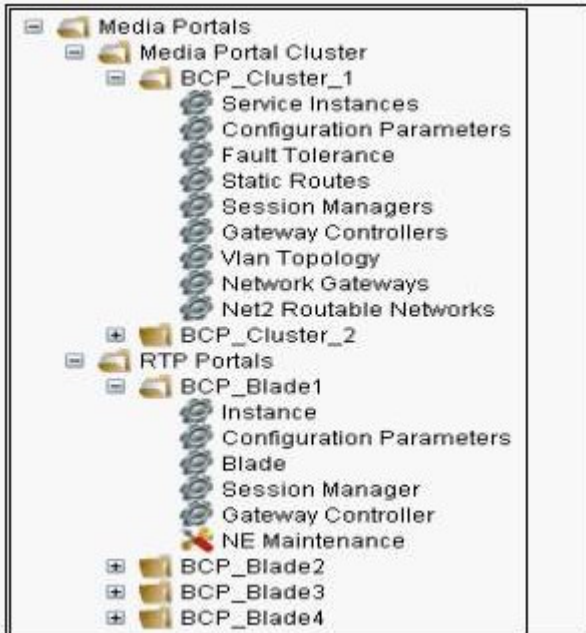 Media Portals
Media Portal Cluster
BCP_Cluster_1
Service Instances
Configuration Parameters
Fault Tolerance
Static Routes
Session Managers
Gateway Controllers
Vlan Topology
Network Gateways
Net2 Routable Networks
BCP_Cluster_2
RTP Portals
BCP_Blade1
Instance
Configuration Parameters
Blade
Session Manager
Gateway Controller
NE Maintenance
BCP_Blade2
BCP_Blade3
BCP_Blade4